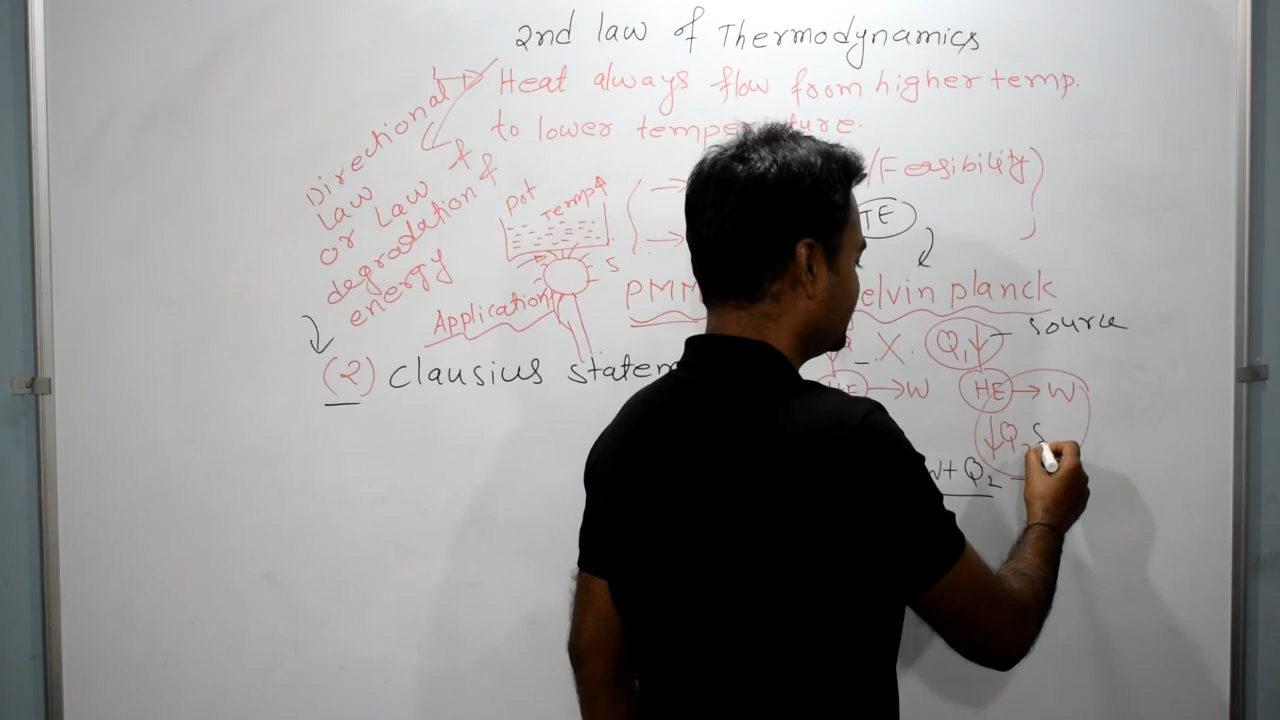 2nd law of Thermodynamics
Heat always flow from higher temp.
to lower temperature.
Directional
law
or Law of
degradation of
energy
Pot
Temp↑
S
(→
/Feasibility)
→
TE
Application
PMM
elvin planck
Q
X.
Q₁↓ - Source
(2) clausius statem
HE → W
HE → W
↓Q₂ S
W+Q₂ -